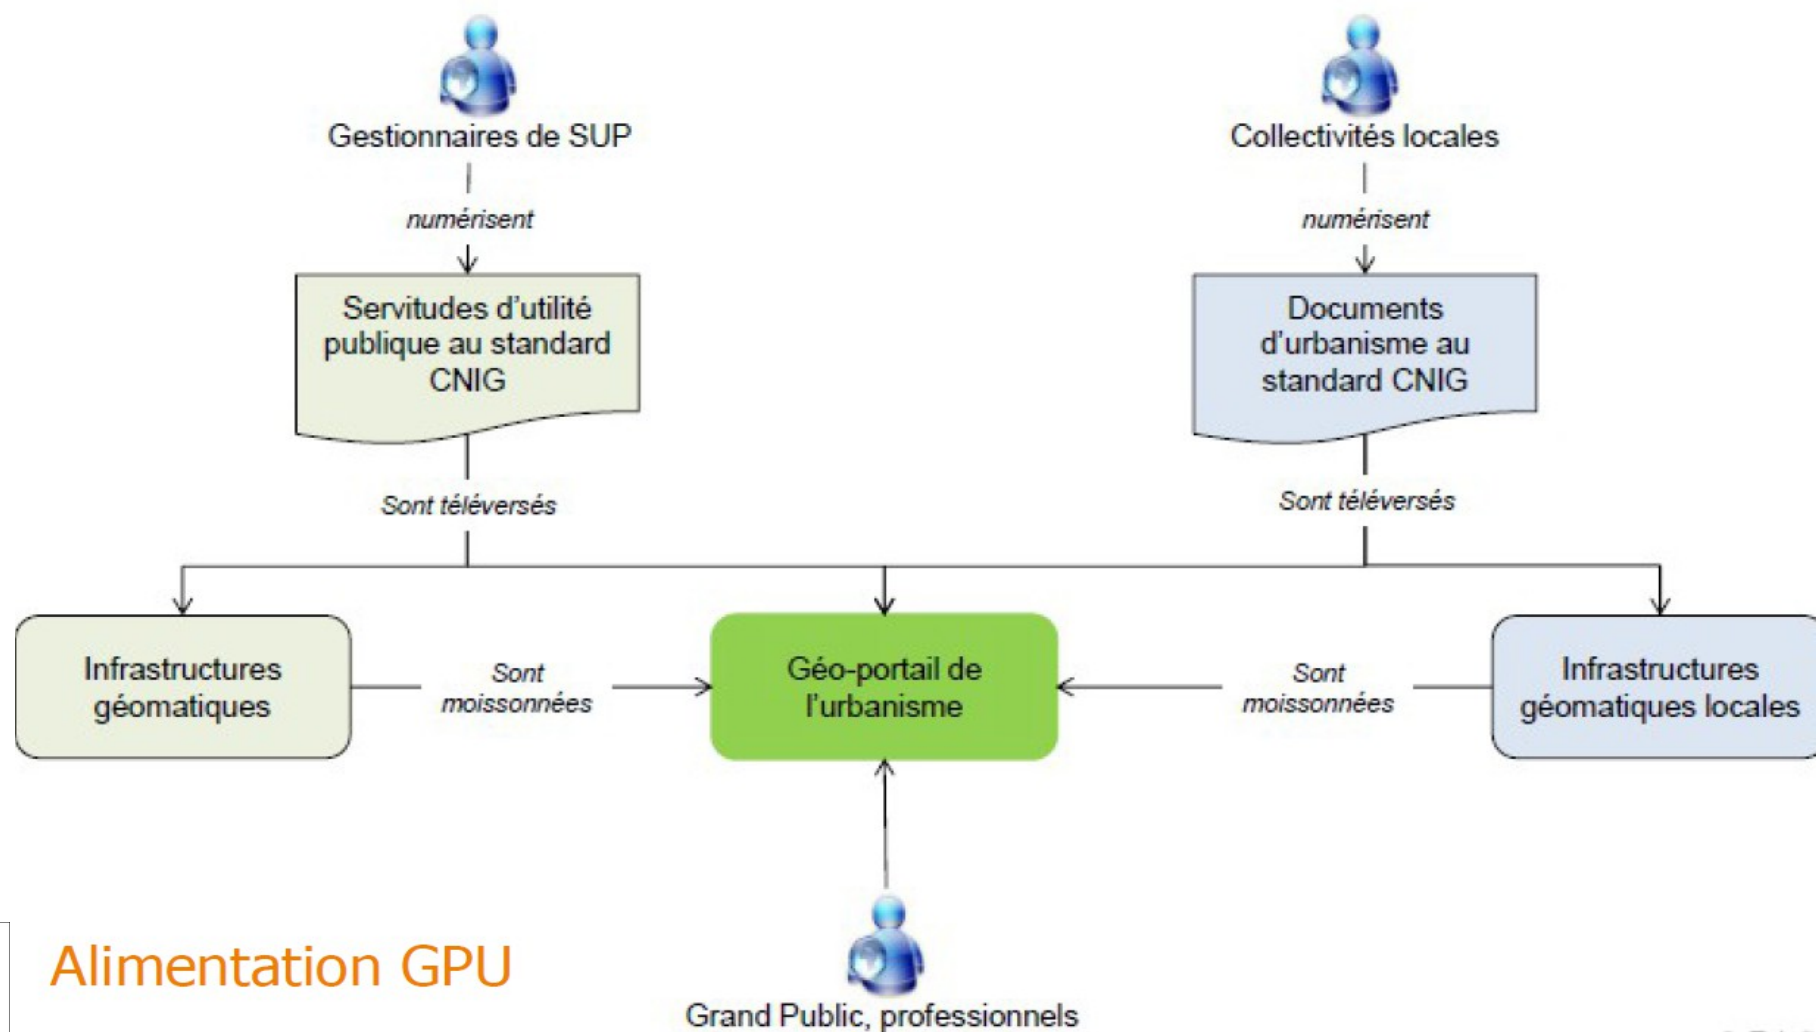 Gestionnaires de SUP
Collectivités locales
numérisent
numérisent
Servitudes d'utilité
publique au standard
CNIG
Documents
d'urbanisme au
standard CNIG
Sont téléversés
Sont téléversés
Infrastructures
géomatiques
Sont
moissonnées
Géo-portail de
l'urbanisme
Sont
moissonnées
Infrastructures
géomatiques locales
Alimentation GPU
Grand Public, professionnels